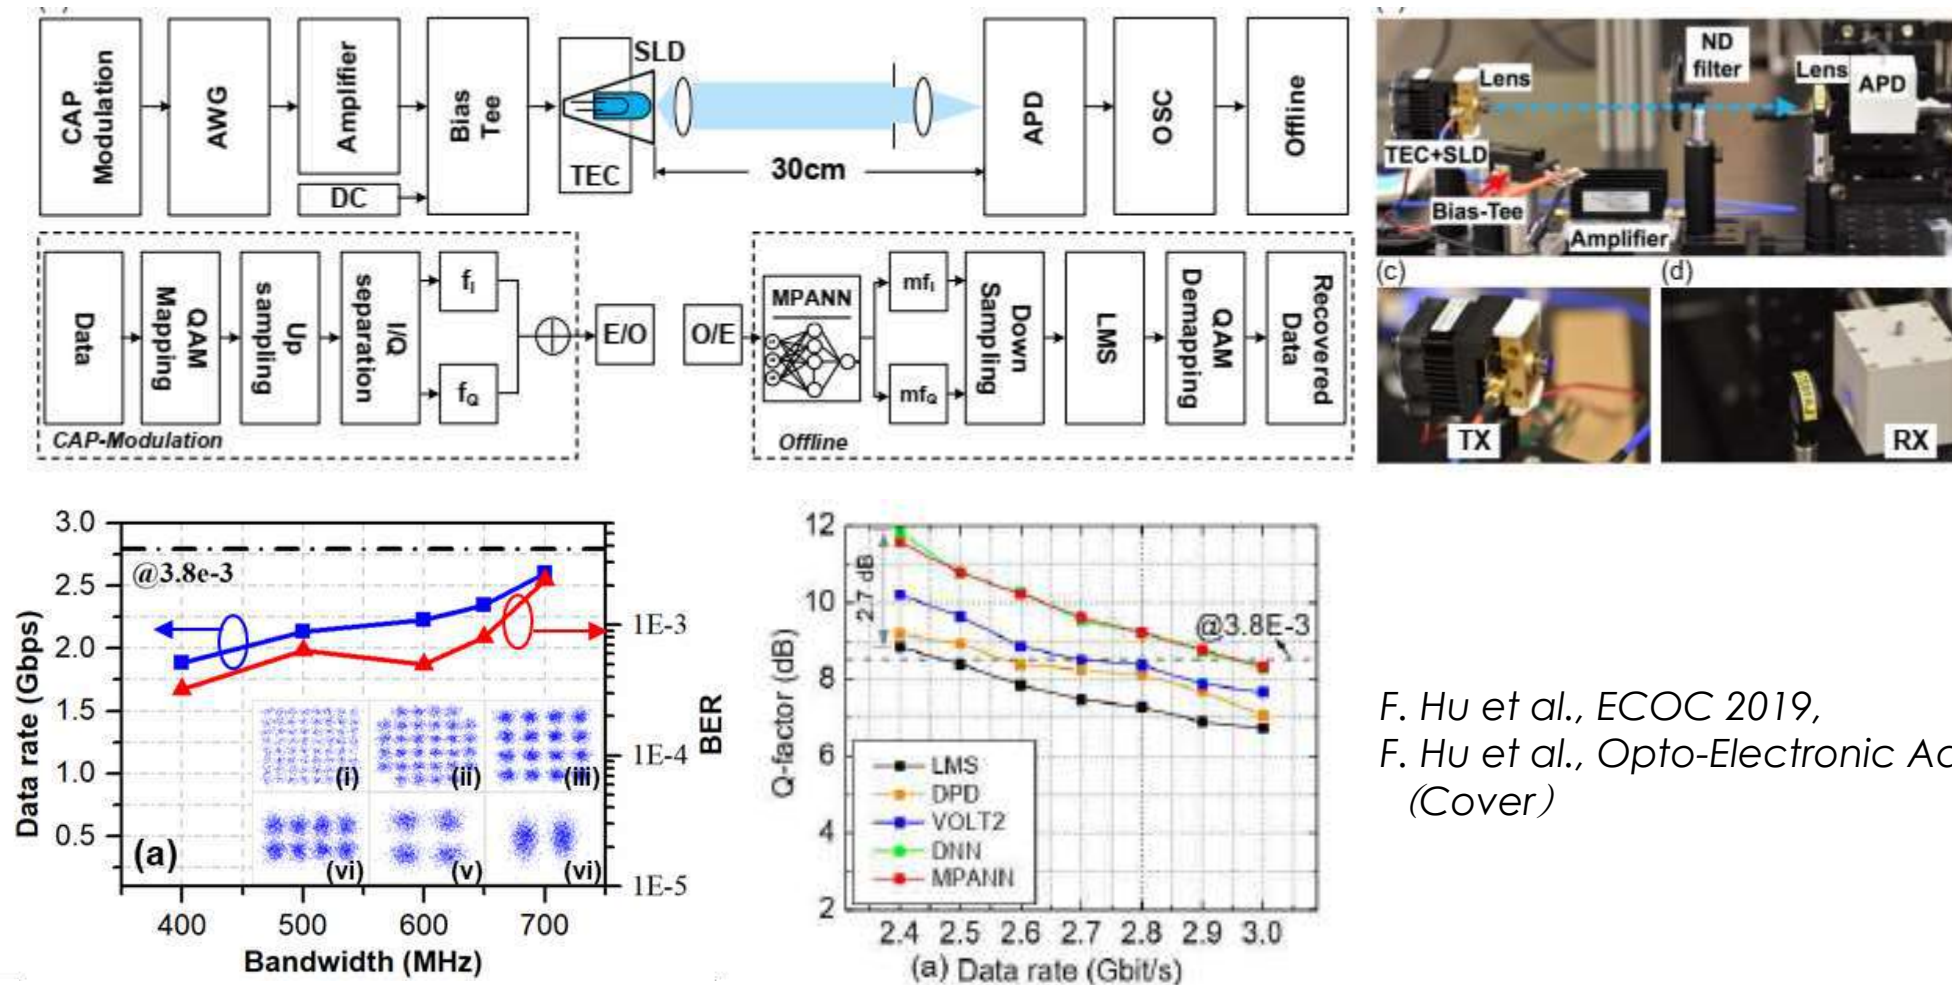 CAP Modulation
AWG
Amplifier
DC
Bias Tee
SLD
TEC
30cm
APD
OSC
Offline
ND filter
Lens
Lens
APD
TEC+SLD
Bias-Tee
Amplifier
Data
QAM Mapping
Up sampling
I/Q separation
fI
fQ
E/O
CAP-Modulation
O/E
MPANN
mfI
mfQ
Down Sampling
LMS
QAM Demapping
Recovered Data
Offline
(c)
TX
(d)
RX
3.0
2.5
2.0
1.5
1.0
0.5
Data rate (Gbps)
@3.8e-3
(i)
(ii)
(iii)
(vi)
(v)
(vi)
(a)
1E-3
1E-4
1E-5
BER
400 500 600 700
Bandwidth (MHz)
12
10
8
6
4
2
Q-factor (dB)
2.7 dB
@3.8E-3
LMS
DPD
VOLT2
DNN
MPANN
2.4 2.5 2.6 2.7 2.8 2.9 3.0
(a) Data rate (Gbit/s)
F. Hu et al., ECOC 2019,
F. Hu et al., Opto-Electronic
(Cover）